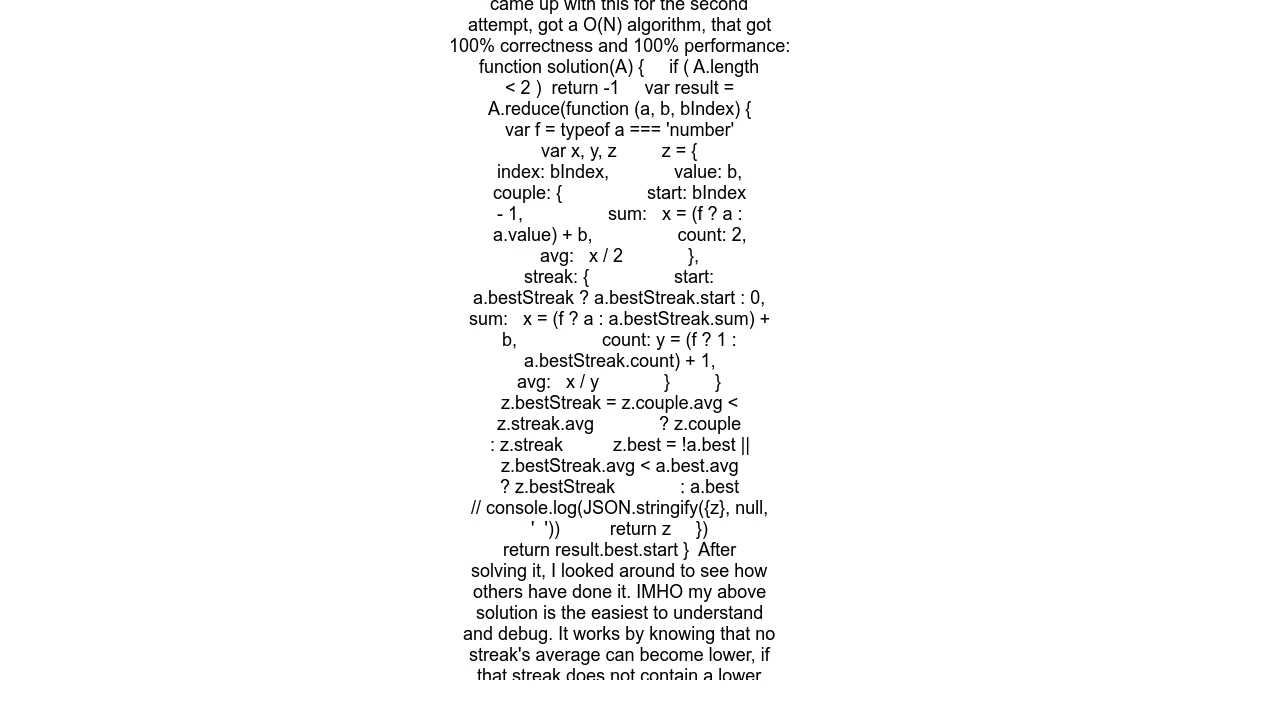 came up with this for the second
attempt, got a O(N) algorithm, that got
100% correctness and 100% performance:
function solution(A) {     if ( A.length
< 2 )  return -1     var result =
A.reduce(function (a, b, bIndex) {
var f = typeof a === 'number'
var x, y, z         z = {
index: bIndex,             value: b,
couple: {                 start: bIndex
- 1,                 sum:   x = (f ? a :
a.value) + b,                 count: 2,
avg:   x / 2             },
streak: {                 start:
a.bestStreak ? a.bestStreak.start : 0,
sum:   x = (f ? a : a.bestStreak.sum) +
b,                 count: y = (f ? 1 :
a.bestStreak.count) + 1,
avg:   x / y             }         }
z.bestStreak = z.couple.avg <
z.streak.avg             ? z.couple
: z.streak          z.best = !a.best ||
z.bestStreak.avg < a.best.avg
? z.bestStreak             : a.best
// console.log(JSON.stringify({z}, null,
'  '))          return z     })
return result.best.start }  After
solving it, I looked around to see how
others have done it. IMHO my above
solution is the easiest to understand
and debug. It works by knowing that no
streak's average can become lower, if
that streak does not contain a lower